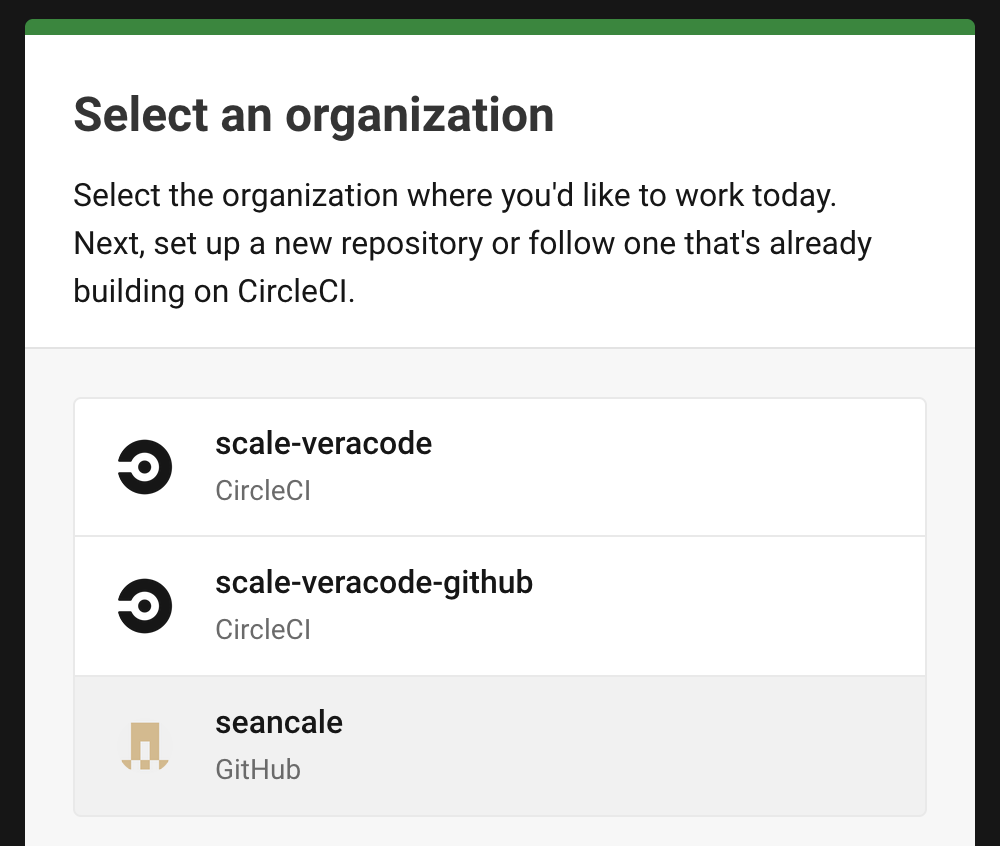 Select an organization
Select the organization where you'd like to work today.
Next, set up a new repository or follow one that's already
building on CircleCI.
scale-veracode
CircleCI
scale-veracode-github
CircleCI
seancale
GitHub